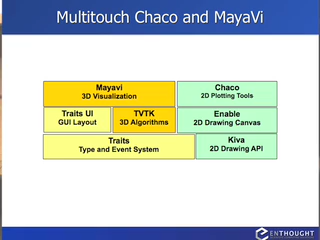 Multitouch Chaco and MayaVi
Mayavi
3D Visualization
Chaco
2D Plotting Tools
Traits UI
GUI Layout
TVTK
3D Algorithms
Enable
2D Drawing Canvas
Traits
Type and Event System
Kiva
2D Drawing API
ENTHOUGHT